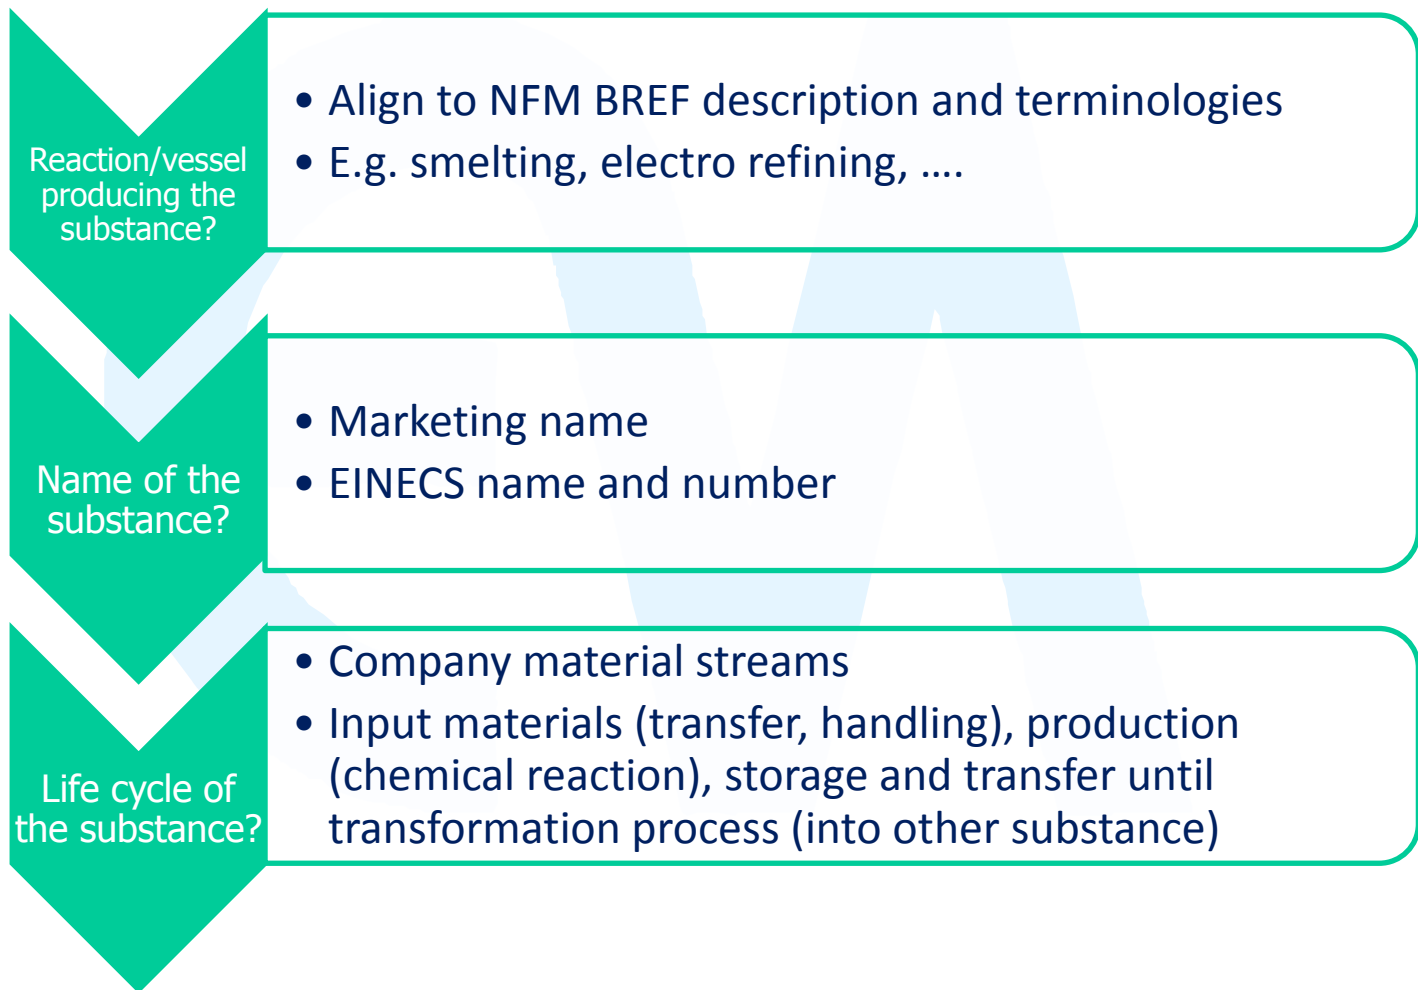 Reaction/vessel
producing the
substance?
• Align to NFM BREF description and terminologies
• E.g. smelting, electro refining, ….
Name of the
substance?
• Marketing name
• EINECS name and number
Life cycle of
the substance?
• Company material streams
• Input materials (transfer, handling), production
(chemical reaction), storage and transfer until
transformation process (into other substance)